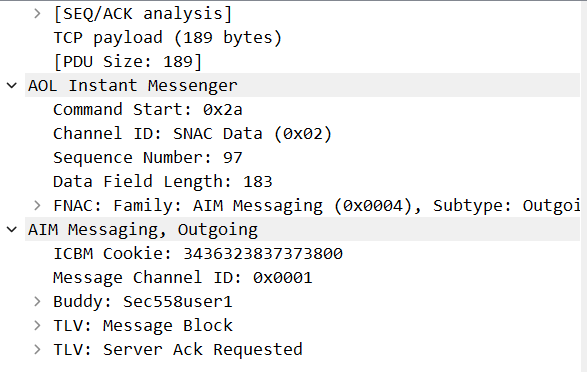 [SEQ/ACK analysis]
TCP payload (189 bytes)
[PDU Size: 189]
AOL Instant Messenger
Command Start: 0x2a
Channel ID: SNAC Data (0x02)
Sequence Number: 97
Data Field Length: 183
FNAC: Family: AIM Messaging (0x0004), Subtype: Outgoi
AIM Messaging, Outgoing
ICBM Cookie: 3436323837373800
Message Channel ID: 0x0001
Buddy: Sec558user1
TLV: Message Block
TLV: Server Ack Requested